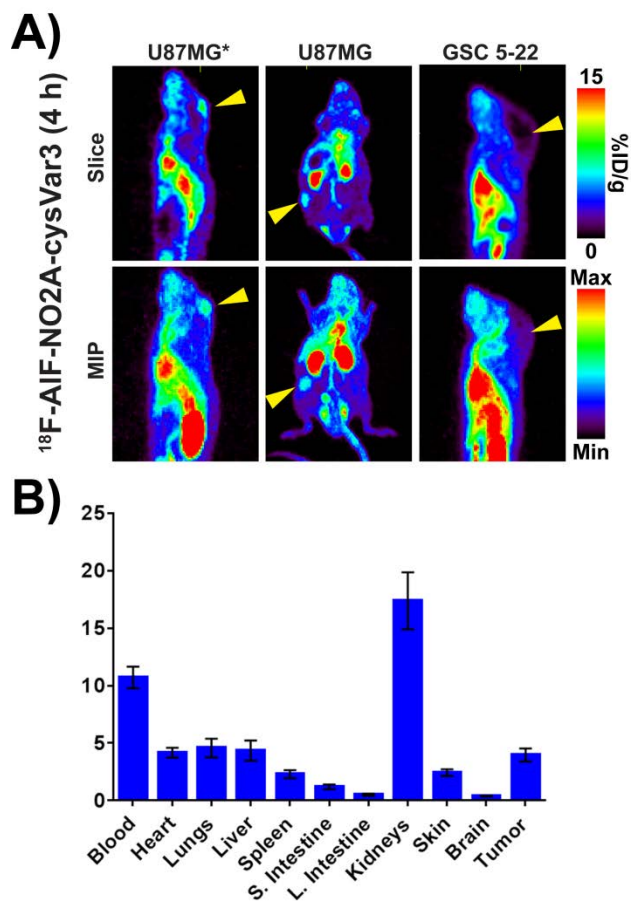 A)
U87MG* U87MG GSC 5-22
¹⁸F-AlF-NO2A-cysVar3 (4 h)
Slice
15
%ID/g
0
MIP
Max
Min
B)
25
20
15
10
5
0
Blood
Heart
Lungs
Liver
Spleen
S. Intestine
L. Intestine
Kidneys
Skin
Brain
Tumor